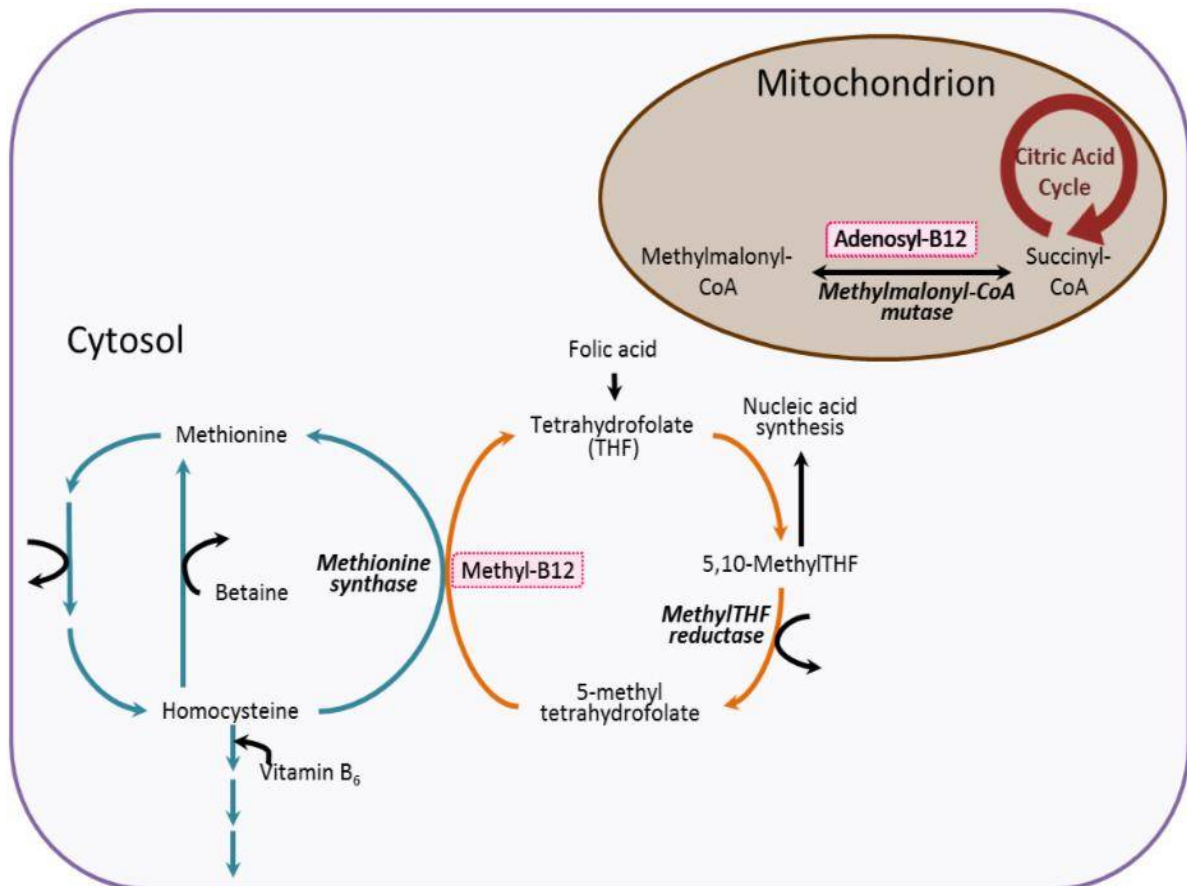 Mitochondrion
Citric Acid
Cycle
Adenosyl-B12
Methylmalonyl-
CoA
Succinyl-
CoA
Methylmalonyl-CoA
mutase
Cytosol
Folic acid
Tetrahydrofolate
(THF)
Nucleic acid
synthesis
Methionine
Methionine
synthase
Methyl-B12
5,10-MethylTHF
Betaine
MethylTHF
reductase
5-methyl
tetrahydrofolate
Homocysteine
Vitamin B₆